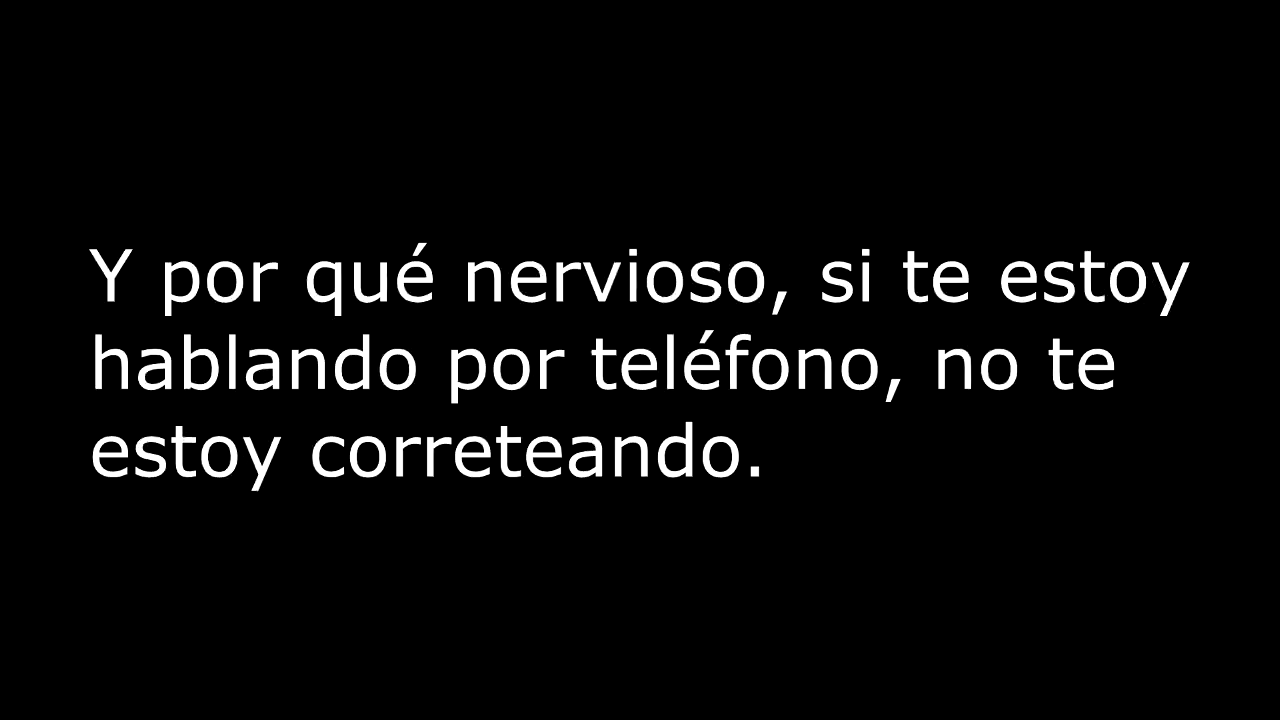 Y por qué nervioso, si te estoy
hablando por teléfono, no te
estoy correteando.